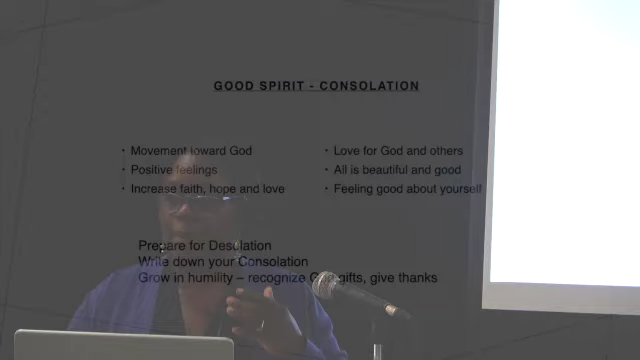 GOOD SPIRIT - CONSOLATION
• Movement toward God
• Positive feelings
• Increase faith, hope and love
• Love for God and others
• All is beautiful and good
• Feeling good about yourself
Prepare for Desolation
Write down your Consolation
Grow in humility – recognize God gifts, give thanks